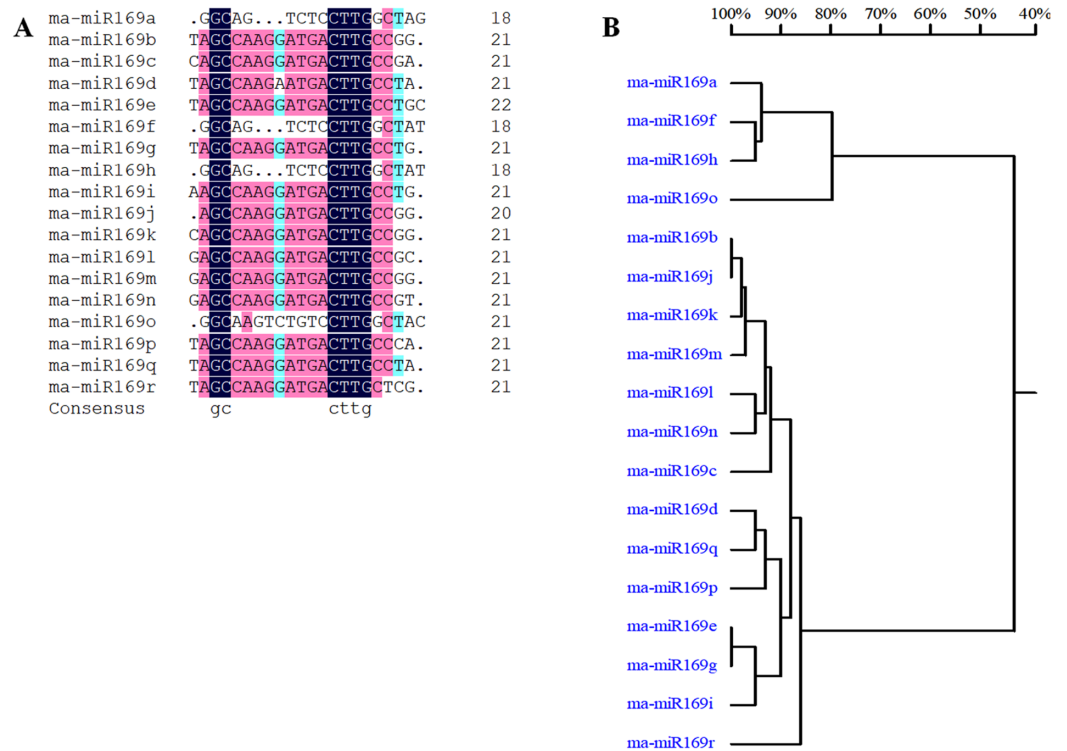 A
ma-miR169a .GGCAG...TCTCCTTGGCTAG 18
ma-miR169b TAGCCAAGGATGACTTGCCGG. 21
ma-miR169c CAGCCAAGGATGACTTGCCGA. 21
ma-miR169d TAGCCAAGAATGACTTGCCTA. 21
ma-miR169e TAGCCAAGGATGACTTGCCTGC 22
ma-miR169f .GGCAG...TCTCCTTGGCTAT 18
ma-miR169g TAGCCAAGGATGACTTGCCTG. 21
ma-miR169h .GGCAG...TCTCCTTGGCTAT 18
ma-miR169i AAGCCAAGGATGACTTGCCTG. 21
ma-miR169j .AGCCAAGGATGACTTGCCGG. 20
ma-miR169k CAGCCAAGGATGACTTGCCGG. 21
ma-miR169l GAGCCAAGGATGACTTGCCGC. 21
ma-miR169m GAGCCAAGGATGACTTGCCGG. 21
ma-miR169n GAGCCAAGGATGACTTGCCGT. 21
ma-miR169o .GGCAAGTCTGTCCTTGGCTAC 21
ma-miR169p TAGCCAAGGATGACTTGCCCA. 21
ma-miR169q TAGCCAAGGATGACTTGCCTA. 21
ma-miR169r TAGCCAAGGATGACTTGCTCG. 21
Consensus gc cttg
B
100% 90% 80% 70% 60% 50% 40%
ma-miR169a
ma-miR169f
ma-miR169h
ma-miR169o
ma-miR169b
ma-miR169j
ma-miR169k
ma-miR169m
ma-miR169l
ma-miR169n
ma-miR169c
ma-miR169d
ma-miR169q
ma-miR169p
ma-miR169e
ma-miR169g
ma-miR169i
ma-miR169r